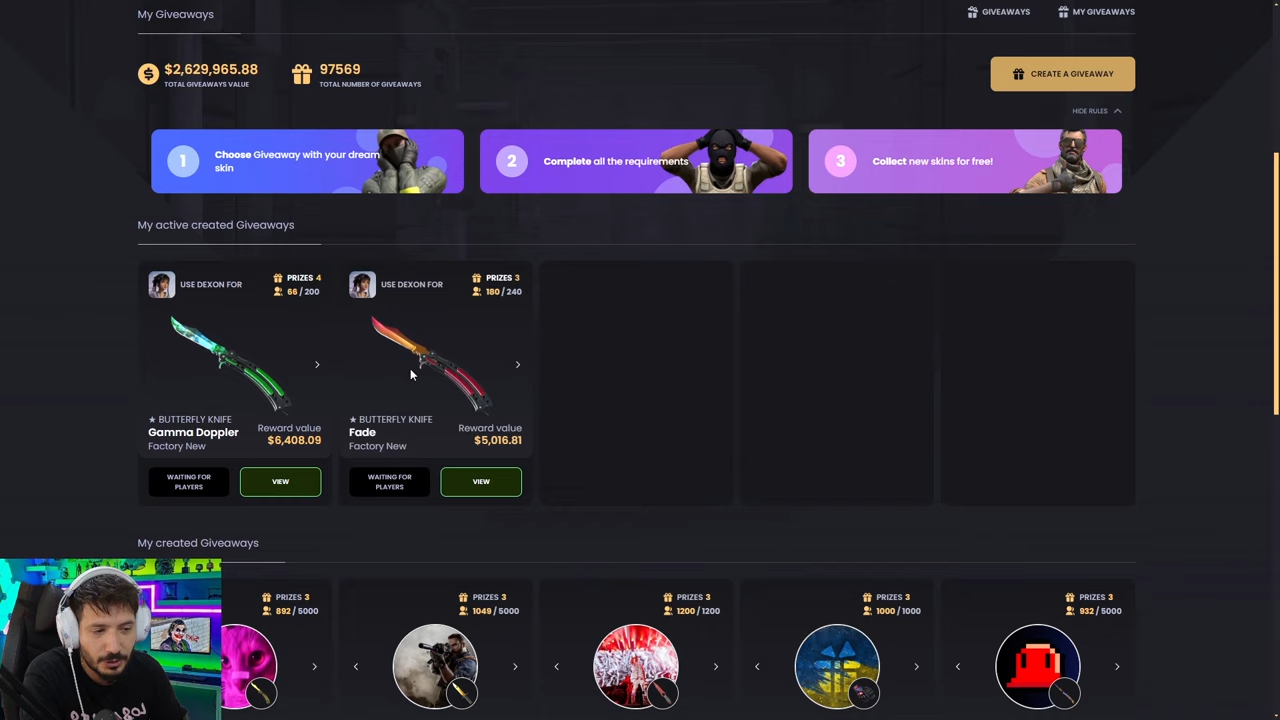 My Giveaways
GIVEAWAYS
MY GIVEAWAYS
$2,629,965.88
TOTAL GIVEAWAYS VALUE
97569
TOTAL NUMBER OF GIVEAWAYS
CREATE A GIVEAWAY
HIDE RULES
1
Choose Giveaway with your dream
skin
2
Complete all the requirements
3
Collect new skins for free!
My active created Giveaways
USE DEXON FOR
PRIZES 4
66 / 200
★ BUTTERFLY KNIFE
Gamma Doppler
Factory New
Reward value
$6,408.09
WAITING FOR
PLAYERS
VIEW
USE DEXON FOR
PRIZES 3
180 / 240
★ BUTTERFLY KNIFE
Fade
Factory New
Reward value
$5,016.81
WAITING FOR
PLAYERS
VIEW
My created Giveaways
PRIZES 3
892 / 5000
PRIZES 3
1049 / 5000
PRIZES 3
1200 / 1200
PRIZES 3
1000 / 1000
PRIZES 3
932 / 5000